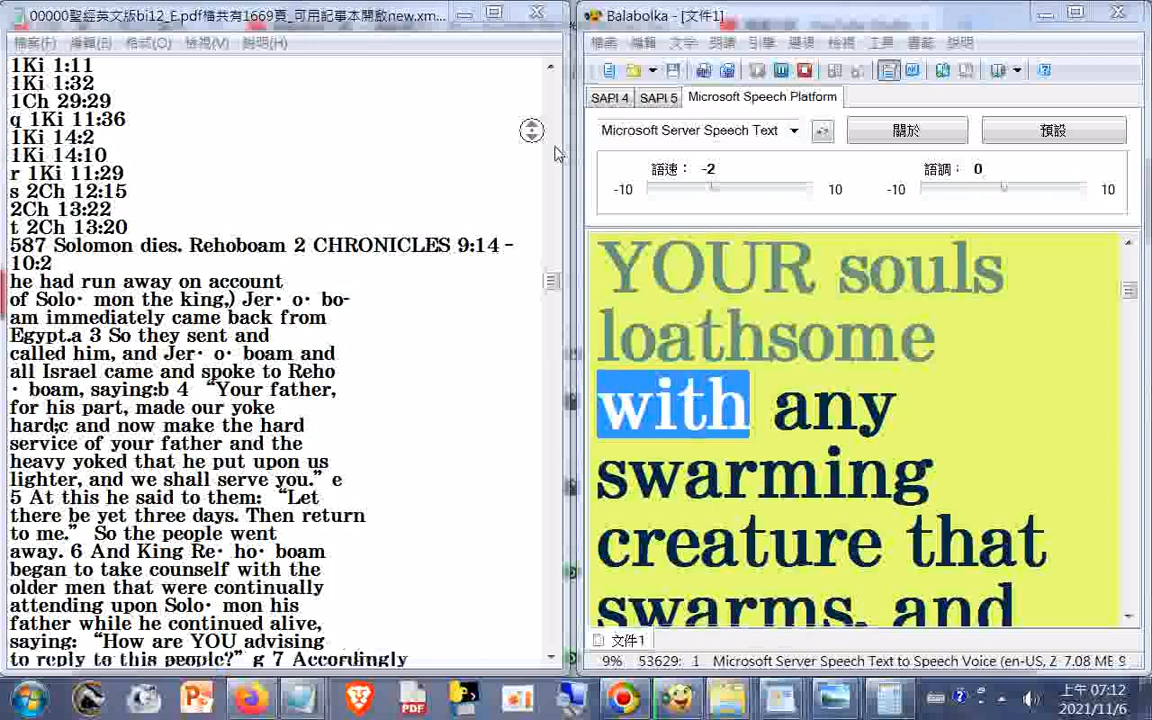 00000聖經英文版bi12_E.pdf檔共有1669頁_可用記事本開啟new.xm...
檔案(F) 編輯(E) 格式(O) 檢視(V) 說明(H)
1Ki 1:11
1Ki 1:32
1Ch 29:29
q 1Ki 11:36
1Ki 14:2
1Ki 14:10
r 1Ki 11:29
s 2Ch 12:15
2Ch 13:22
t 2Ch 13:20
587 Solomon dies. Rehoboam 2 CHRONICLES 9:14 -
10:2
he had run away on account
of Solo· mon the king,) Jer· o· bo-
am immediately came back from
Egypt.a 3 So they sent and
called him, and Jer· o· boam and
all Israel came and spoke to Reho
· boam, saying:b 4 “Your father,
for his part, made our yoke
hard;c and now make the hard
service of your father and the
heavy yoked that he put upon us
lighter, and we shall serve you.” e
5 At this he said to them: “Let
there be yet three days. Then return
to me.” So the people went
away. 6 And King Re· ho· boam
began to take counself with the
older men that were continually
attending upon Solo· mon his
father while he continued alive,
saying: “How are YOU advising
to reply to this people?” g 7 Accordingly
Balabolka - [文件1]
檔案 編輯 文字 朗讀 引擎 選項 檢視 工具 書籤 說明
SAPI 4 SAPI 5 Microsoft Speech Platform
Microsoft Server Speech Text 關於 預設
語速： -2 語調： 0
-10 10 -10 10
YOUR souls
loathsome
with any
swarming
creature that
swarms, and
文件1
9% 53629: 1 Microsoft Server Speech Text to Speech Voice (en-US, Z 7.08 MB
PDF
上午 07:12
2021/11/6